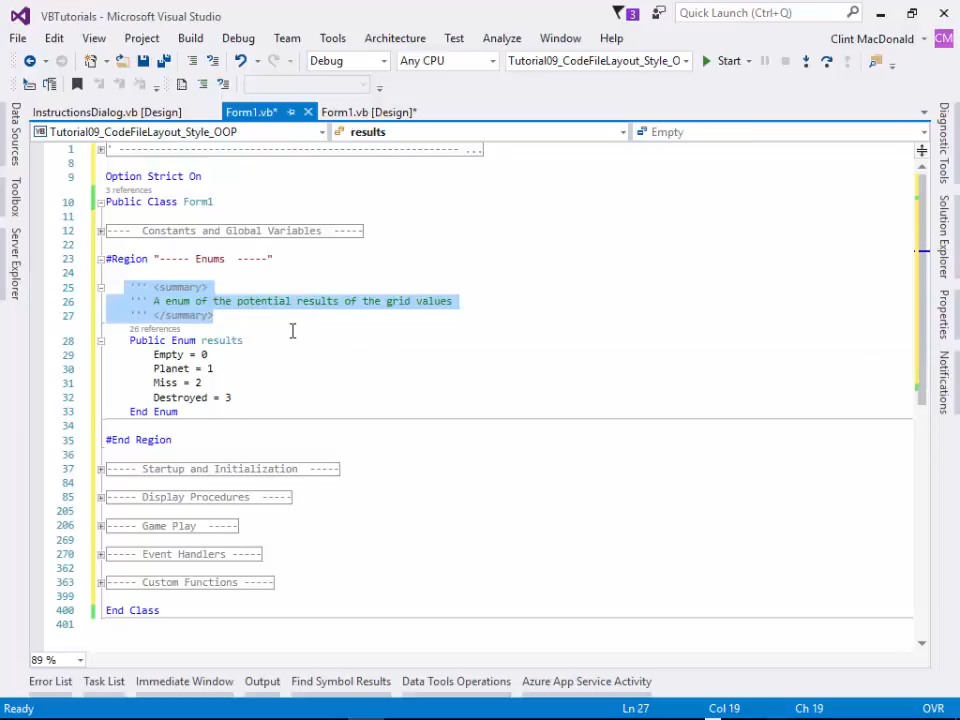 VBTutorials - Microsoft Visual Studio
3
Quick Launch (Ctrl+Q)
File Edit View Project Build Debug Team Tools Architecture Test Analyze Window Help
Clint MacDonald CM
Debug Any CPU Tutorial09_CodeFileLayout_Style_O Start
InstructionsDialog.vb [Design] Form1.vb* Form1.vb [Design]*
VB Tutorial09_CodeFileLayout_Style_OOP results Empty
Data Sources
Toolbox
Server Explorer
Diagnostic Tools
Solution Explorer
Properties
Notifications
1 ' --------------------------------------------------------- ...
8
9 Option Strict On
3 references
10 Public Class Form1
11
12 ---- Constants and Global Variables -----
22
23 #Region "----- Enums -----"
24
25 ''' <summary>
26 ''' A enum of the potential results of the grid values
27 ''' </summary>
26 references
28 Public Enum results
29 Empty = 0
30 Planet = 1
31 Miss = 2
32 Destroyed = 3
33 End Enum
34
35 #End Region
36
37 ----- Startup and Initialization -----
84
85 ----- Display Procedures -----
205
206 ----- Game Play -----
269
270 ----- Event Handlers -----
362
363 ----- Custom Functions -----
399
400 End Class
401
89 %
Error List Task List Immediate Window Output Find Symbol Results Data Tools Operations Azure App Service Activity
Ready Ln 27 Col 19 Ch 19 OVR